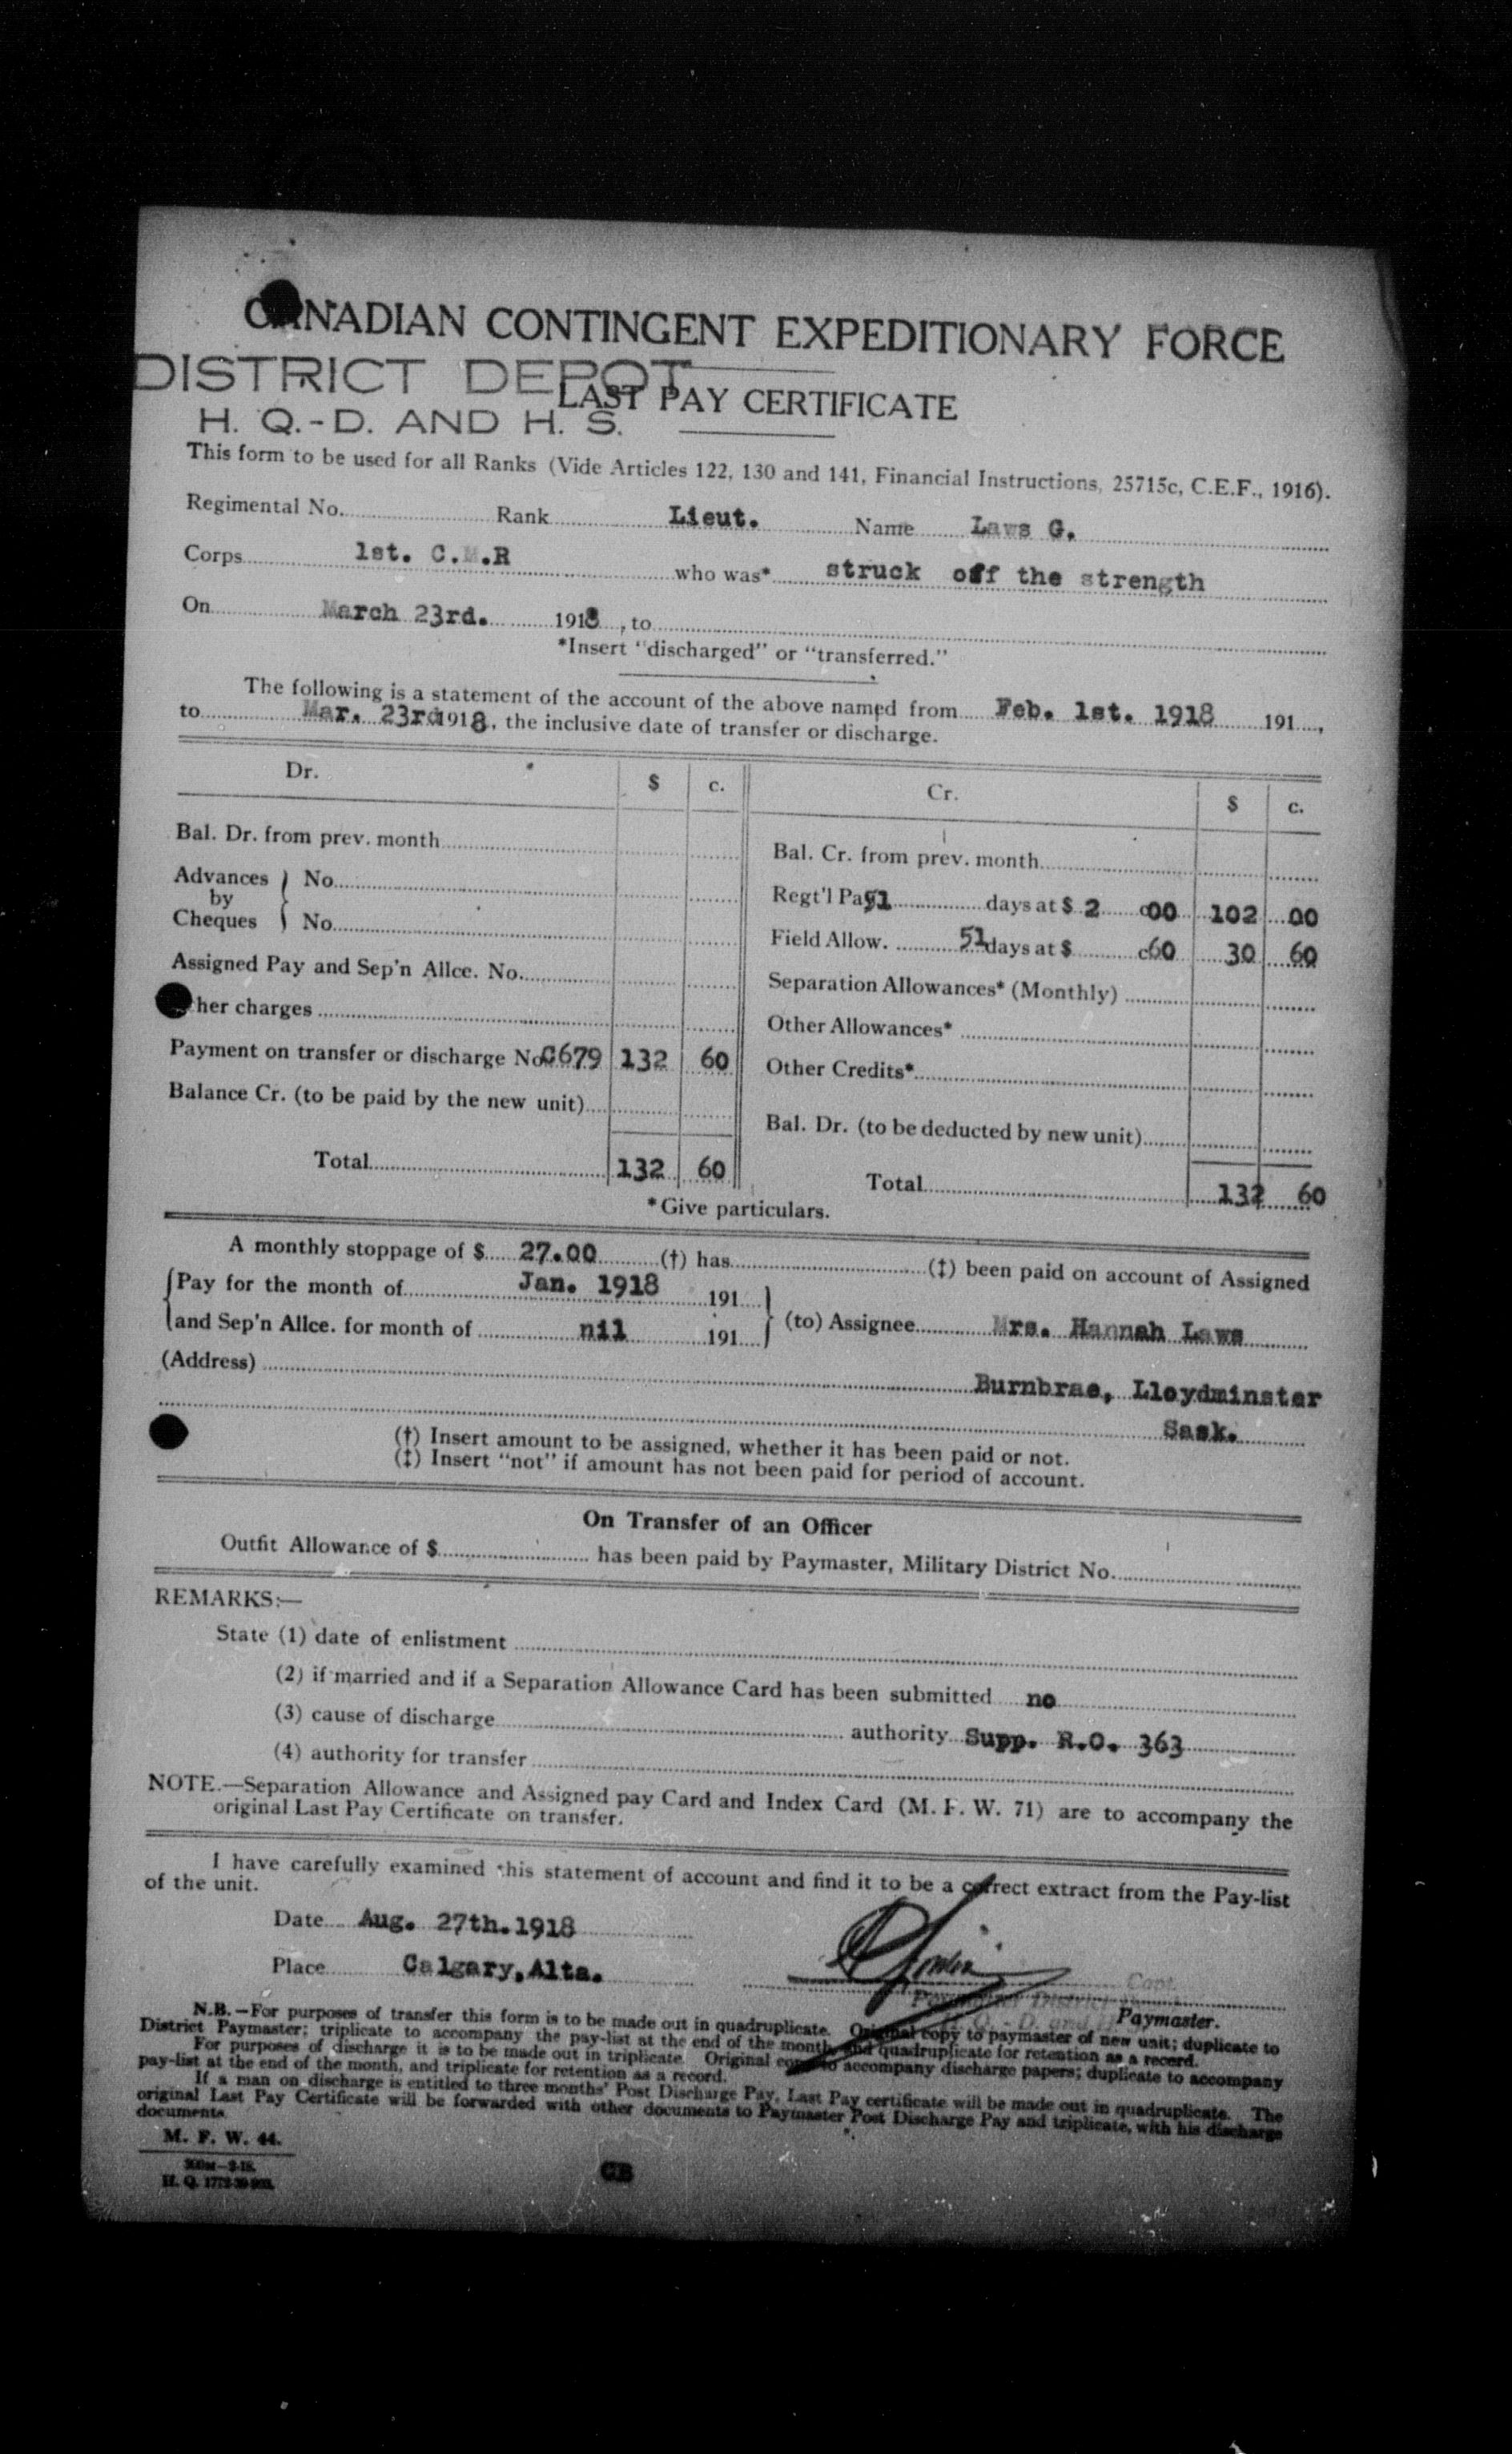 CANADIAN CONTINGENT EXPEDITIONARY FORCE
DISTRICT DEPOT
LAST PAY CERTIFICATE
H. Q.-D. AND H. S.
This form to be used for all Ranks (Vide Articles 122, 130 and 141, Financial Instructions, 25715c, C.E.F., 1916).
Regimental No. Rank Lieut. Name Laws G.
Corps 1st. C.M.R who was* struck off the strength
On March 23rd. 1918, to
*Insert "discharged" or "transferred."
The following is a statement of the account of the above named from Feb. 1st. 1918 191 ,
to Mar. 23rd 1918, the inclusive date of transfer or discharge.
Dr. $ c. Cr. $ c.
Bal. Dr. from prev. month Bal. Cr. from prev. month
Advances by Cheques } No. Regt'l Pay 51 days at $ 2 c 00 102 00
No. Field Allow. 51 days at $ c 60 30 60
Assigned Pay and Sep'n Allce. No. Separation Allowances* (Monthly)
her charges Other Allowances*
Payment on transfer or discharge No. C679 132 60 Other Credits*
Balance Cr. (to be paid by the new unit) Bal. Dr. (to be deducted by new unit)
Total 132 60 Total 132 60
*Give particulars.
A monthly stoppage of $ 27.00 (†) has (‡) been paid on account of Assigned
Pay for the month of Jan. 1918 191
and Sep'n Allce. for month of nil 191 (to) Assignee Mrs. Hannah Laws
(Address) Burnbrae, Lloydminster
Sask.
(†) Insert amount to be assigned, whether it has been paid or not.
(‡) Insert "not" if amount has not been paid for period of account.
On Transfer of an Officer
Outfit Allowance of $ has been paid by Paymaster, Military District No.
REMARKS:—
State (1) date of enlistment
(2) if married and if a Separation Allowance Card has been submitted no
(3) cause of discharge authority Supp. R.O. 363
(4) authority for transfer
NOTE.—Separation Allowance and Assigned pay Card and Index Card (M. F. W. 71) are to accompany the
original Last Pay Certificate on transfer.
I have carefully examined this statement of account and find it to be a correct extract from the Pay-list
of the unit.
Date Aug. 27th. 1918
Place Calgary, Alta.
Capt.
Paymaster.
N.B.—For purposes of transfer this form is to be made out in quadruplicate. Original copy to paymaster of new unit; duplicate to
District Paymaster; triplicate to accompany the pay-list at the end of the month, and quadruplicate for retention as a record.
For purposes of discharge it is to be made out in triplicate. Original copy to accompany discharge papers; duplicate to accompany
pay-list at the end of the month, and triplicate for retention as a record.
If a man on discharge is entitled to three months' Post Discharge Pay, Last Pay certificate will be made out in quadruplicate. The
original Last Pay Certificate will be forwarded with other documents to Paymaster Post Discharge Pay and triplicate, with his discharge
documents.
M. F. W. 44.